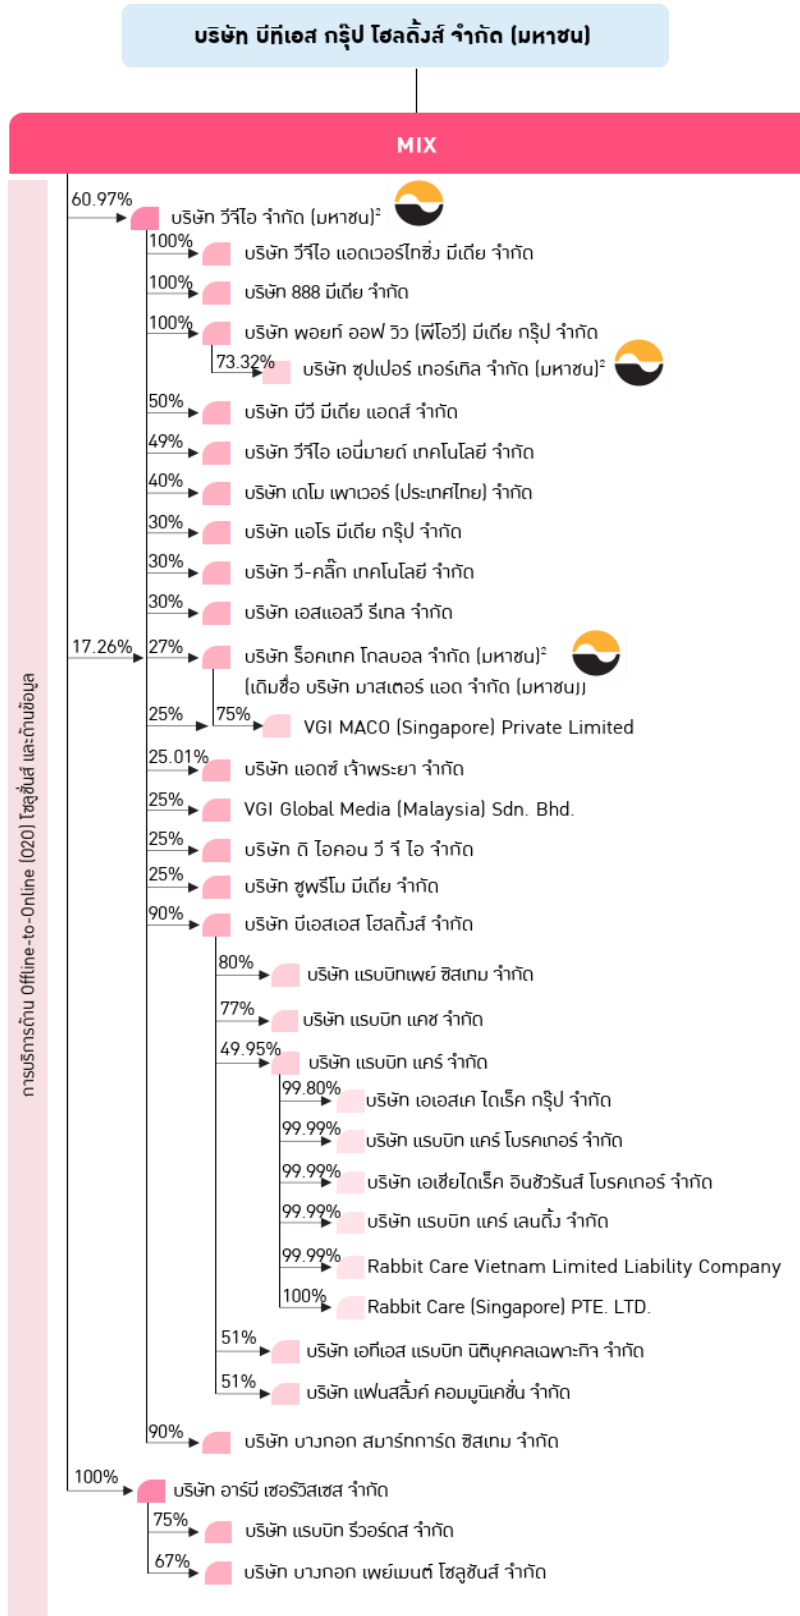 บริษัท บีทีเอส กรุ๊ป โฮลดิ้งส์ จำกัด (มหาชน)
MIX
การบริการด้าน Offline-to-Online (O2O) โซลูชั่นส์ และด้านข้อมูล
60.97%
บริษัท วีจีไอ จำกัด (มหาชน)²
100%
บริษัท วีจีไอ แอดเวอร์ไทซิ่ง มีเดีย จำกัด
100%
บริษัท 888 มีเดีย จำกัด
100%
บริษัท พอยท์ ออฟ วิว (พีโอวี) มีเดีย กรุ๊ป จำกัด
73.32%
บริษัท ซุปเปอร์ เทอร์เทิล จำกัด (มหาชน)²
50%
บริษัท บีวี มีเดีย แอดส์ จำกัด
49%
บริษัท วีจีไอ เอนี่มายด์ เทคโนโลยี จำกัด
40%
บริษัท เดโม เพาเวอร์ (ประเทศไทย) จำกัด
30%
บริษัท แอโร มีเดีย กรุ๊ป จำกัด
30%
บริษัท วี-คลิ๊ก เทคโนโลยี จำกัด
30%
บริษัท เอสแอลวี รีเทล จำกัด
17.26%
27%
บริษัท ร็อคเทค โกลบอล จำกัด (มหาชน)²
(เดิมชื่อ บริษัท มาสเตอร์ แอด จำกัด (มหาชน))
25%
75%
VGI MACO (Singapore) Private Limited
25.01%
บริษัท แอดซ์ เจ้าพระยา จำกัด
25%
VGI Global Media (Malaysia) Sdn. Bhd.
25%
บริษัท ดิ ไอคอน วี จี ไอ จำกัด
25%
บริษัท ซูพรีโม มีเดีย จำกัด
90%
บริษัท บีเอสเอส โฮลดิ้งส์ จำกัด
80%
บริษัท แรบบิทเพย์ ซิสเทม จำกัด
77%
บริษัท แรบบิท แคช จำกัด
49.95%
บริษัท แรบบิท แคร์ จำกัด
99.80%
บริษัท เอเอสเค ไดเร็ค กรุ๊ป จำกัด
99.99%
บริษัท แรบบิท แคร์ โบรคเกอร์ จำกัด
99.99%
บริษัท เอเชียไดเร็ค อินชัวรันส์ โบรคเกอร์ จำกัด
99.99%
บริษัท แรบบิท แคร์ เลนดิ้ง จำกัด
99.99%
Rabbit Care Vietnam Limited Liability Company
100%
Rabbit Care (Singapore) PTE. LTD.
51%
บริษัท เอทีเอส แรบบิท นิติบุคคลเฉพาะกิจ จำกัด
51%
บริษัท แฟนสลิ้งค์ คอมมูนิเคชั่น จำกัด
90%
บริษัท บางกอก สมาร์ทการ์ด ซิสเทม จำกัด
100%
บริษัท อาร์บี เซอร์วิสเซส จำกัด
75%
บริษัท แรบบิท รีวอร์ดส จำกัด
67%
บริษัท บางกอก เพย์เมนต์ โซลูชันส์ จำกัด